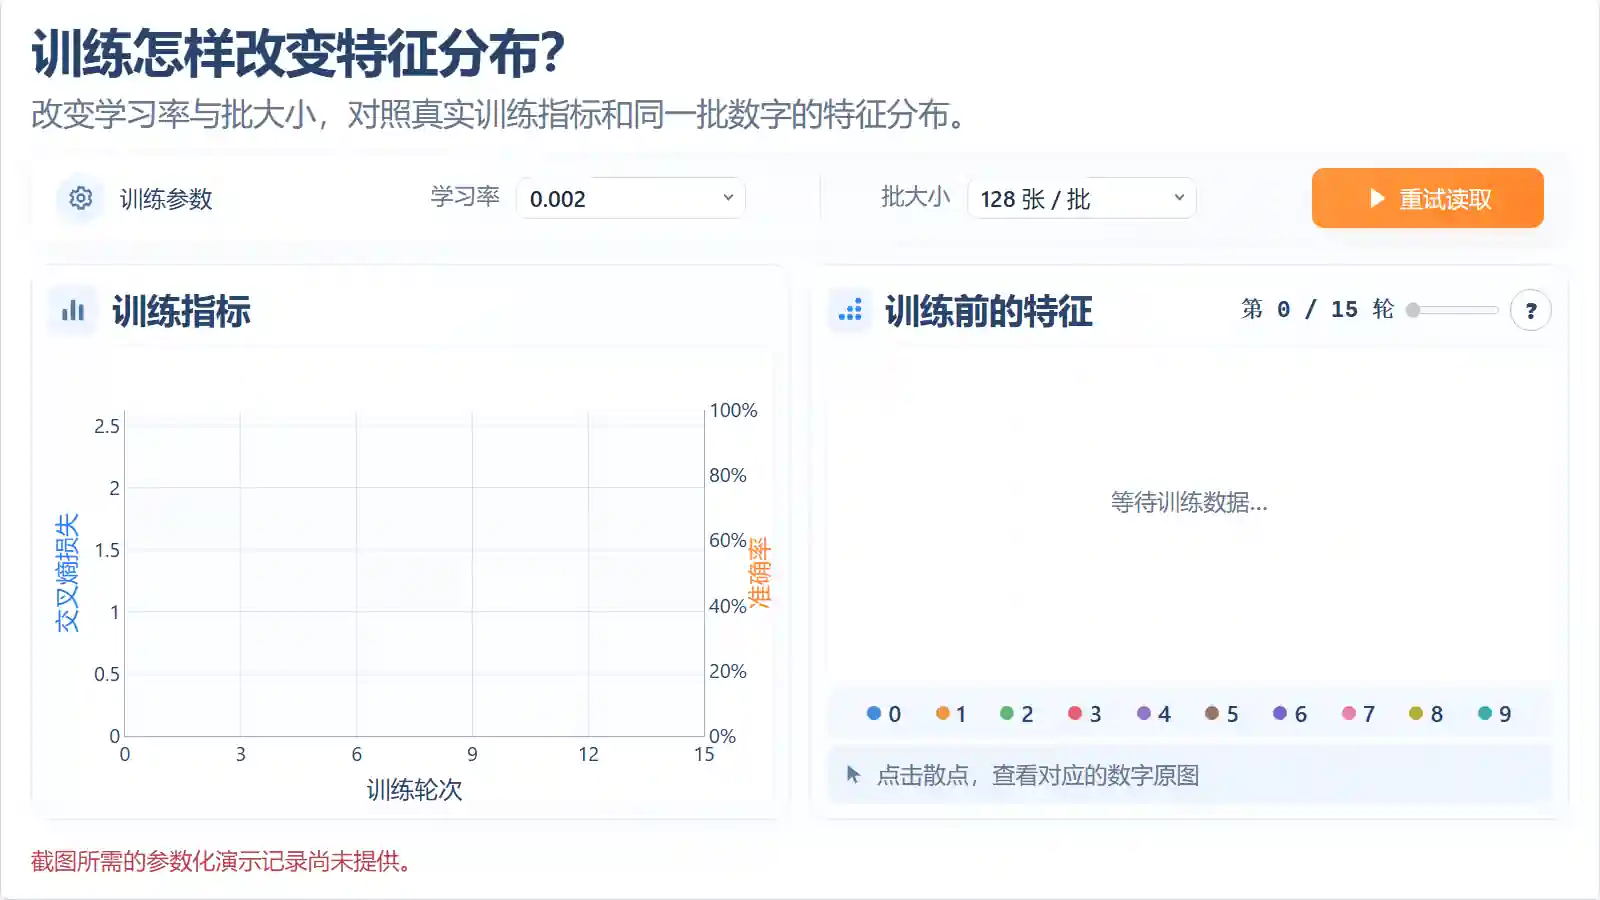 训练怎样改变特征分布？
改变学习率与批大小，对照真实训练指标和同一批数字的特征分布。
训练参数
学习率
0.002
批大小
128 张 / 批
重试读取
训练指标
交叉熵损失
2.5
2
1.5
1
0.5
0
100%
80%
60%
40%
20%
0%
准确率
0 3 6 9 12 15
训练轮次
训练前的特征
第 0 / 15 轮
?
等待训练数据...
0 1 2 3 4 5 6 7 8 9
点击散点，查看对应的数字原图
截图所需的参数化演示记录尚未提供。